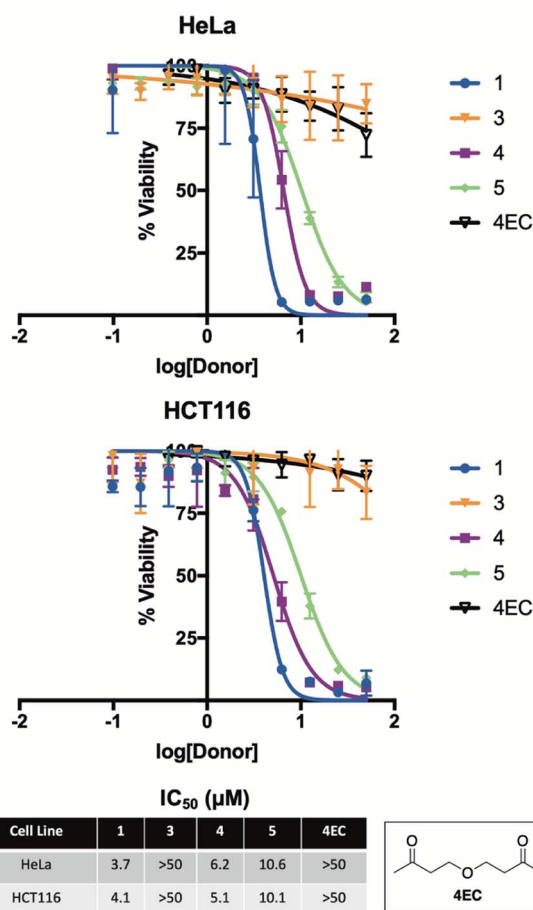 HeLa
100
75
50
25
% Viability
-2 -1 0 1 2
log[Donor]
1
3
4
5
4EC
HCT116
100
75
50
25
% Viability
-2 -1 0 1 2
log[Donor]
1
3
4
5
4EC
IC₅₀ (µM)
Cell Line 1 3 4 5 4EC
HeLa 3.7 >50 6.2 10.6 >50
HCT116 4.1 >50 5.1 10.1 >50
O O
O
4EC